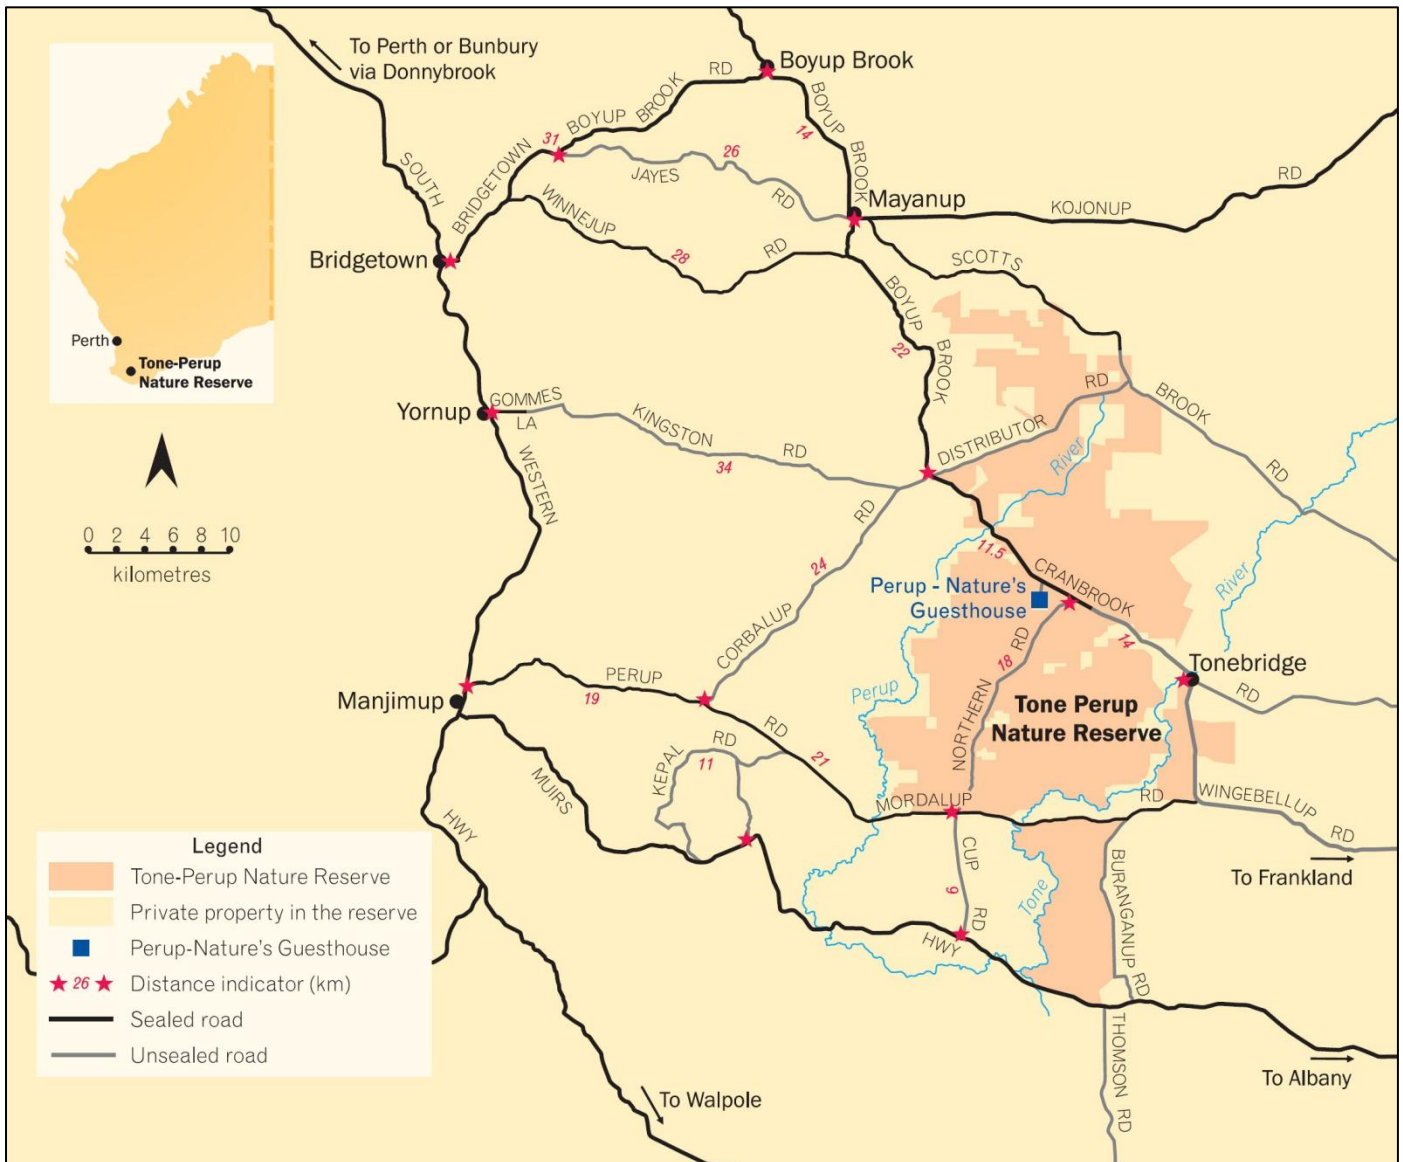 To Perth or Bunbury
via Donnybrook
Boyup Brook
RD
BROOK
BOYUP
BOYUP
BROOK
14
31
26
JAYES
RD
SOUTH
BRIDGETOWN
WINNEJUP
RD
28
Mayanup
KOJONUP
RD
SCOTTS
Bridgetown
BOYUP
BROOK
22
Perth
Tone-Perup
Nature Reserve
Yornup
GOMMES
LA
KINGSTON
RD
34
DISTRIBUTOR
RD
BROOK
RD
River
WESTERN
0 2 4 6 8 10
kilometres
RD
24
CORBALUP
11.5
CRANBROOK
Perup - Nature's
Guesthouse
River
RD
18
NORTHERN
14
Tonebridge
RD
Perup
Tone Perup
Nature Reserve
Manjimup
PERUP
19
RD
21
KEPAL
RD
11
MUIRS
MORDALUP
RD
WINGEBELLUP
RD
To Frankland
HWY
CUP
9
RD
Tone
BURANGANUP
RD
HWY
THOMSON RD
To Albany
To Walpole
Legend
Tone-Perup Nature Reserve
Private property in the reserve
Perup-Nature's Guesthouse
26 Distance indicator (km)
Sealed road
Unsealed road